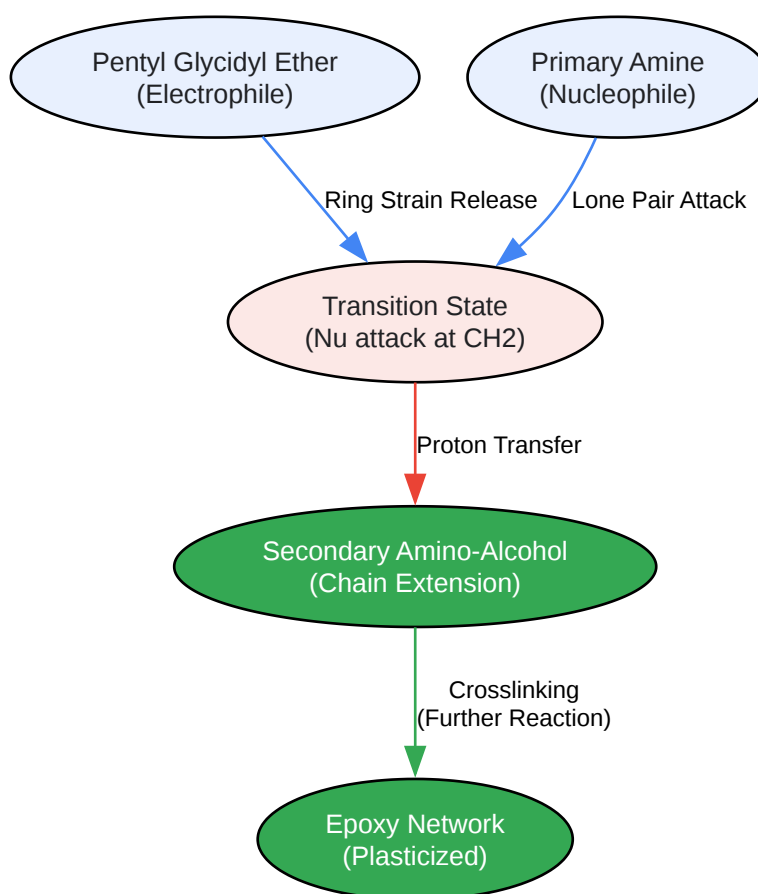 Pentyl Glycidyl Ether
(Electrophile)
Primary Amine
(Nucleophile)
Ring Strain Release
Lone Pair Attack
Transition State
(Nu attack at CH2)
Proton Transfer
Secondary Amino-Alcohol
(Chain Extension)
Crosslinking
(Further Reaction)
Epoxy Network
(Plasticized)